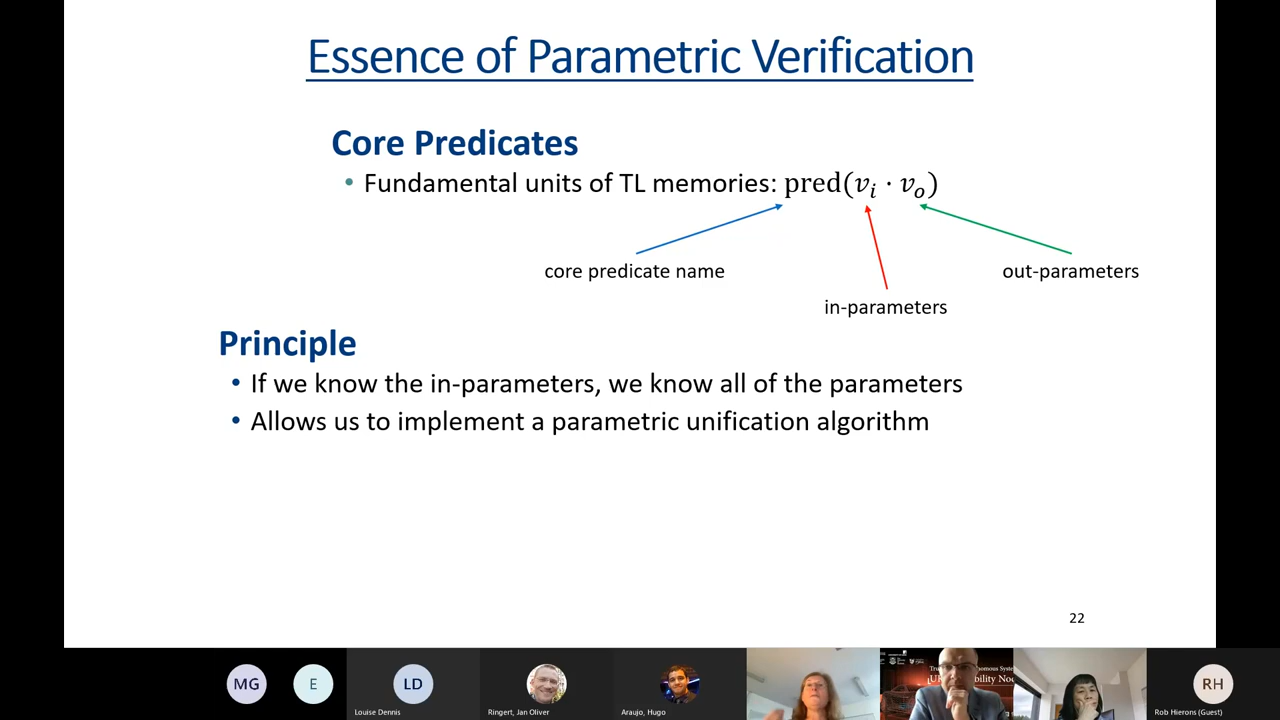 Essence of Parametric Verification
Core Predicates
• Fundamental units of TL memories: pred(𝑣ᵢ · 𝑣ₒ)
core predicate name
out-parameters
in-parameters
Principle
• If we know the in-parameters, we know all of the parameters
• Allows us to implement a parametric unification algorithm
22
MG
E
LD
RH
Louise Dennis
Ringert, Jan Oliver
Araujo, Hugo
Rob Hierons (Guest)